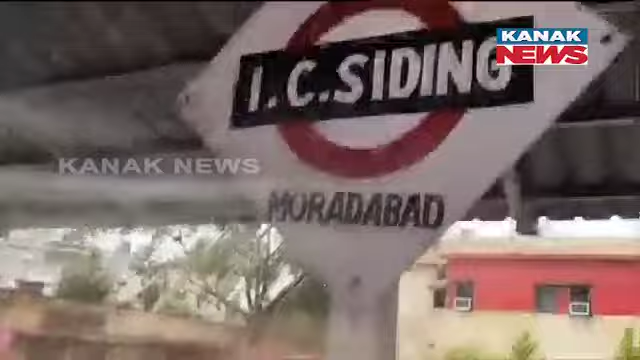 KANAK
NEWS
I.C.SIDING
KANAK NEWS
MORADABAD